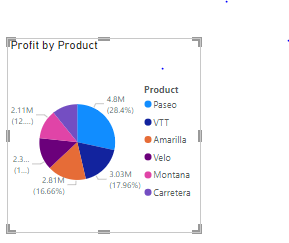 Profit by Product
4.8M
(28.4%)
3.03M
(17.96%)
2.81M
(16.66%)
2.3...
(1...)
2.11M
(12....)
Product
Paseo
VTT
Amarilla
Velo
Montana
Carretera